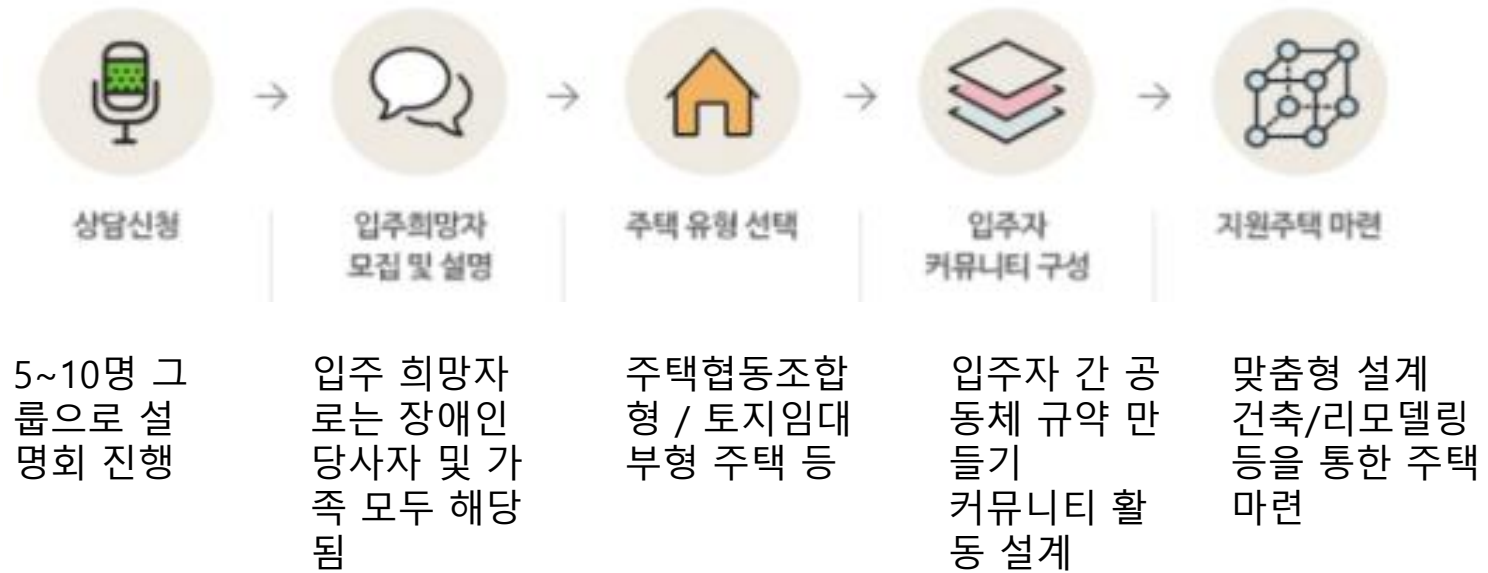 상담신청
입주희망자
모집 및 설명
주택 유형 선택
입주자
커뮤니티 구성
지원주택 마련
5~10명 그
룹으로 설
명회 진행
입주 희망자
로는 장애인
당사자 및 가
족 모두 해당
됨
주택협동조합
형 / 토지임대
부형 주택 등
입주자 간 공
동체 규약 만
들기
커뮤니티 활
동 설계
맞춤형 설계
건축/리모델링
등을 통한 주택
마련